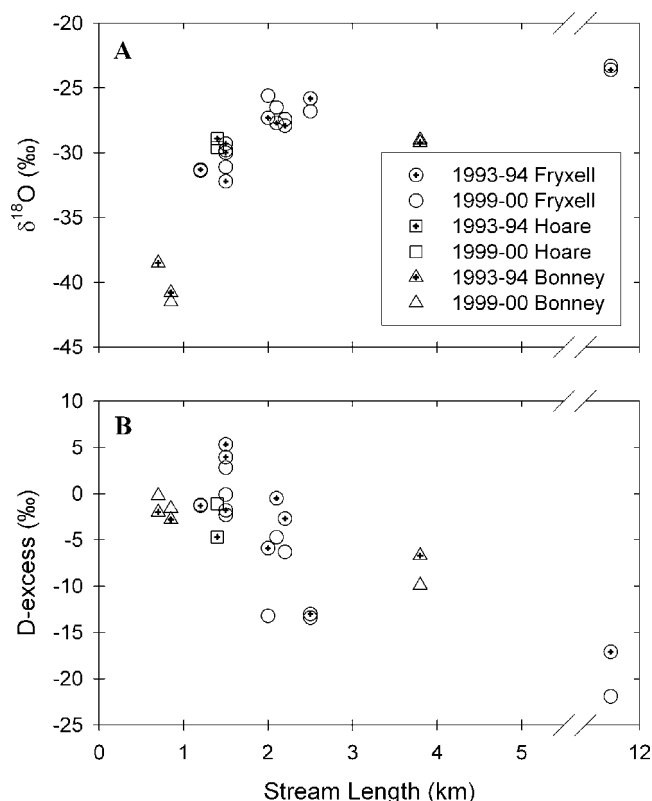 A
-20
-25
-30
-35
-40
-45
δ18O (‰)
1993-94 Fryxell
1999-00 Fryxell
1993-94 Hoare
1999-00 Hoare
1993-94 Bonney
1999-00 Bonney
B
10
5
0
-5
-10
-15
-20
-25
D-excess (‰)
0 1 2 3 4 5 12
Stream Length (km)